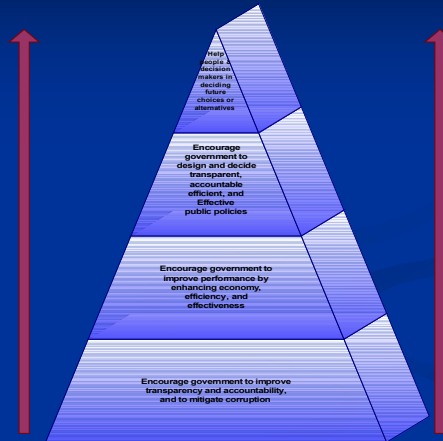 Help
people &
decision
makers in
deciding
future
choices or
alternatives
Encourage
government to
design and decide
transparent,
accountable
efficient, and
Effective
public policies
Encourage government to
improve performance by
enhancing economy,
efficiency, and
effectiveness
Encourage government to improve
transparency and accountability,
and to mitigate corruption